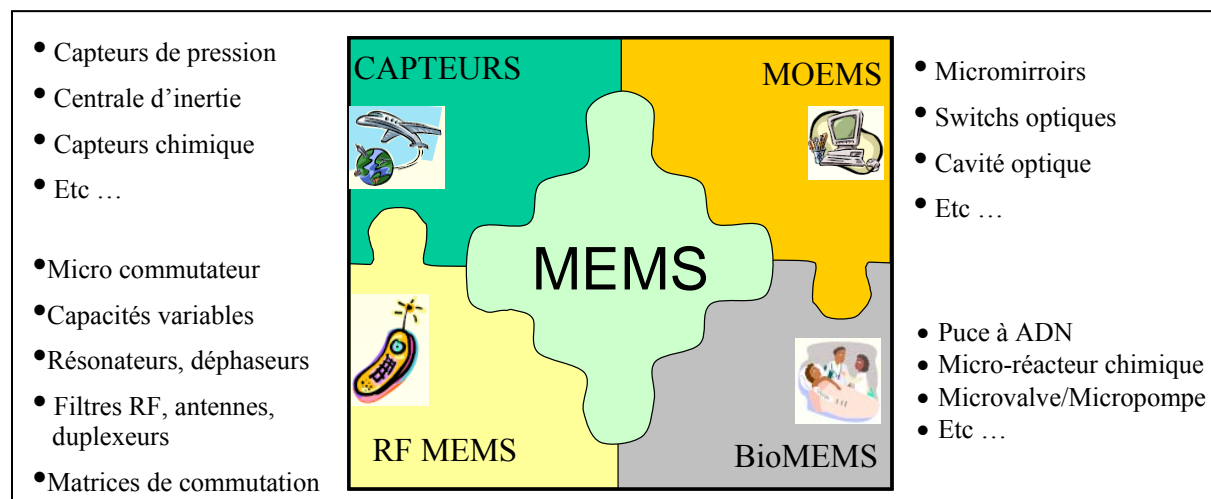 • Capteurs de pression
• Centrale d’inertie
• Capteurs chimique
• Etc …
•Micro commutateur
•Capacités variables
•Résonateurs, déphaseurs
• Filtres RF, antennes,
duplexeurs
•Matrices de commutation
CAPTEURS
MOEMS
MEMS
RF MEMS
BioMEMS
• Micromirroirs
• Switchs optiques
• Cavité optique
• Etc …
• Puce à ADN
• Micro-réacteur chimique
• Microvalve/Micropompe
• Etc …